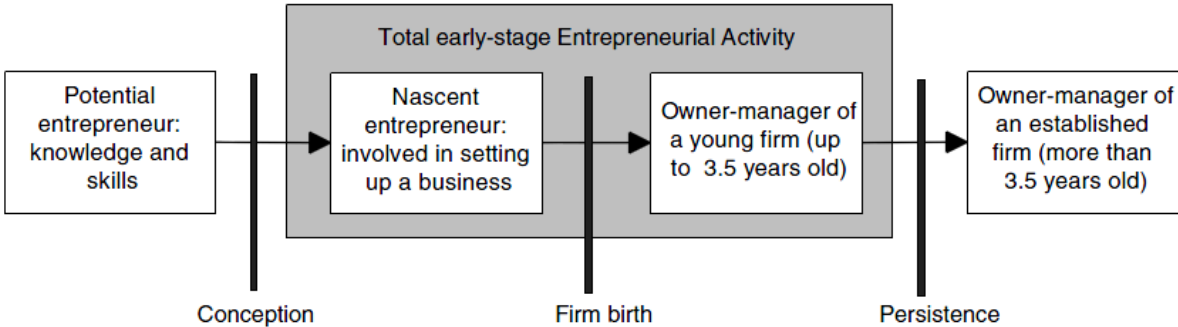 Total early-stage Entrepreneurial Activity
Potential
entrepreneur:
knowledge and
skills
Nascent
entrepreneur:
involved in setting
up a business
Owner-manager of
a young firm (up
to 3.5 years old)
Owner-manager of
an established
firm (more than
3.5 years old)
Conception
Firm birth
Persistence